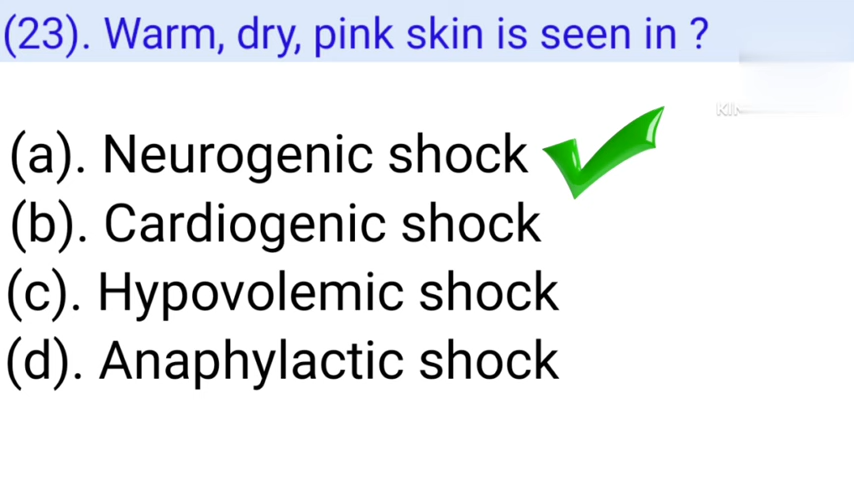 (23). Warm, dry, pink skin is seen in ?
(a). Neurogenic shock
(b). Cardiogenic shock
(c). Hypovolemic shock
(d). Anaphylactic shock